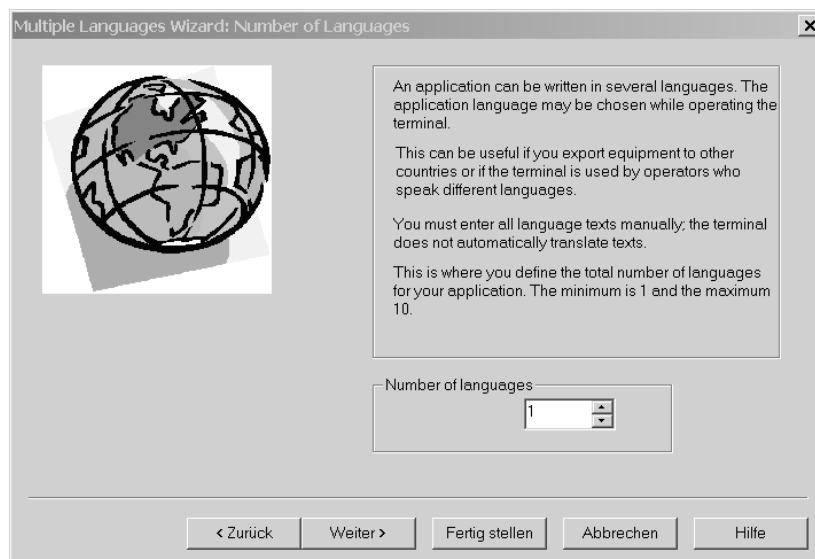 Multiple Languages Wizard: Number of Languages
An application can be written in several languages. The
application language may be chosen while operating the
terminal.
This can be useful if you export equipment to other
countries or if the terminal is used by operators who
speak different languages.
You must enter all language texts manually; the terminal
does not automatically translate texts.
This is where you define the total number of languages
for your application. The minimum is 1 and the maximum
10.
Number of languages
1
< Zurück
Weiter >
Fertig stellen
Abbrechen
Hilfe